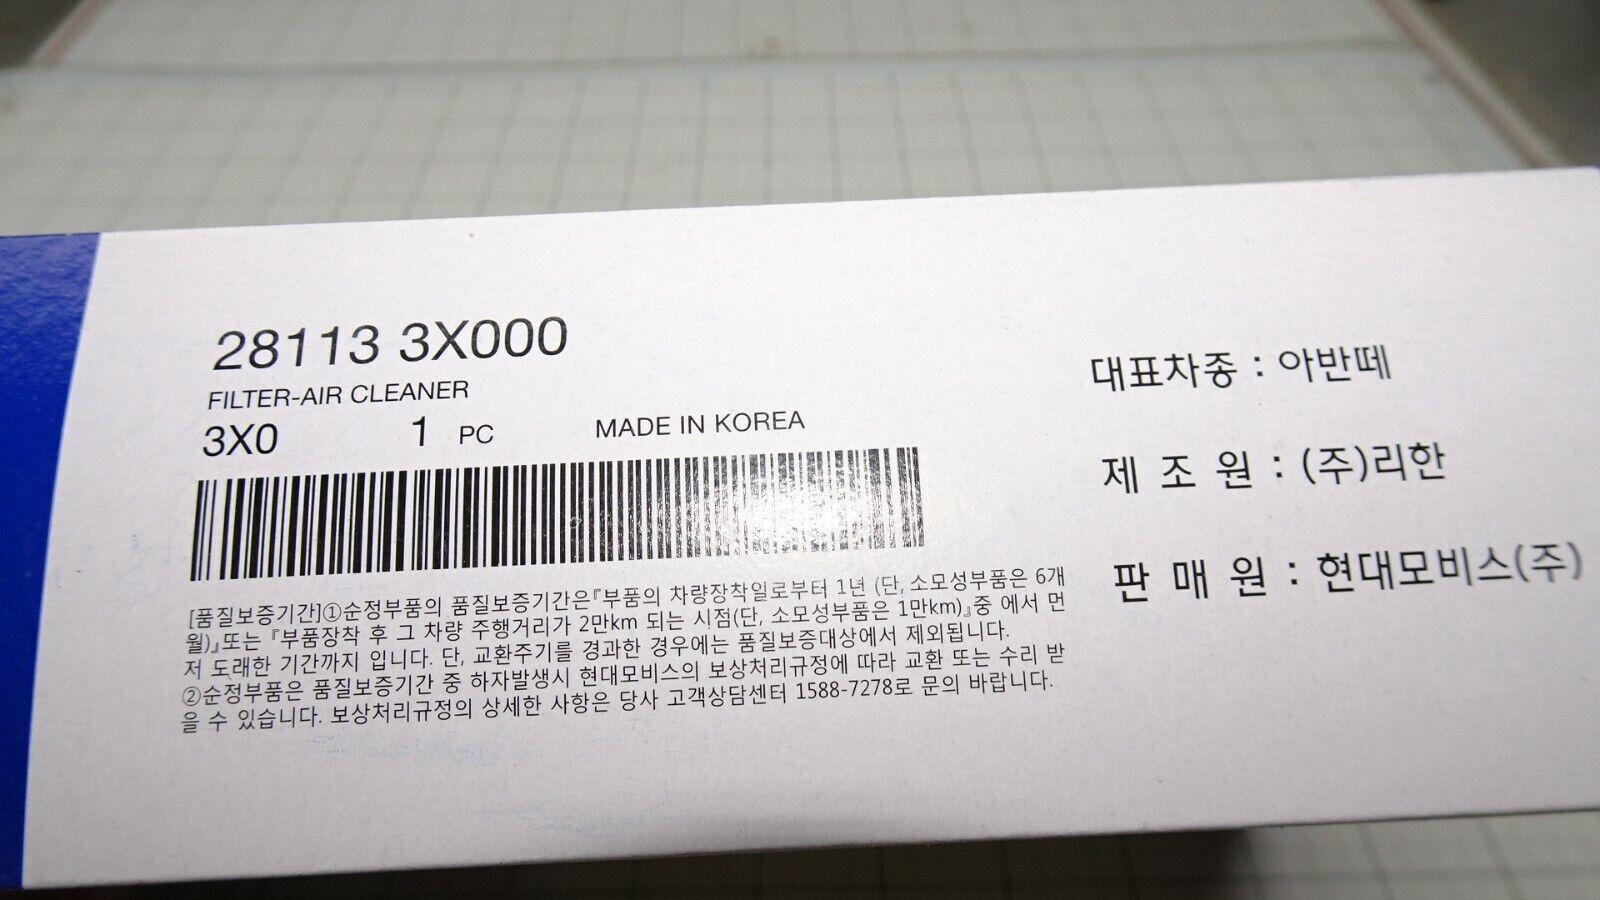 28113 3X000
FILTER-AIR CLEANER
3X0 1 PC MADE IN KOREA
[품질보증기간]①순정부품의 품질보증기간은『부품의 차량장착일로부터 1년 (단, 소모성부품은 6개
월)』또는 『부품장착 후 그 차량 주행거리가 2만km 되는 시점(단, 소모성부품은 1만km)』중 에서 먼
저 도래한 기간까지 입니다. 단, 교환주기를 경과한 경우에는 품질보증대상에서 제외됩니다.
②순정부품은 품질보증기간 중 하자발생시 현대모비스의 보상처리규정에 따라 교환 또는 수리 받
을 수 있습니다. 보상처리규정의 상세한 사항은 당사 고객상담센터 1588-7278로 문의 바랍니다.
대표차종 : 아반떼
제 조 원 : (주)리한
판 매 원 : 현대모비스(주)